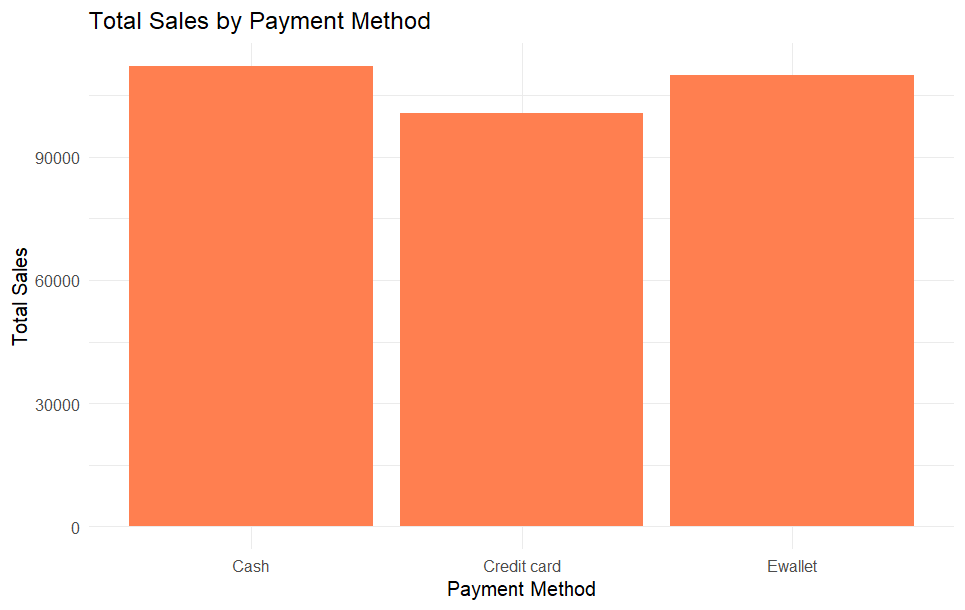 Total Sales by Payment Method
Total Sales
90000
60000
30000
0
Cash
Credit card
Ewallet
Payment Method